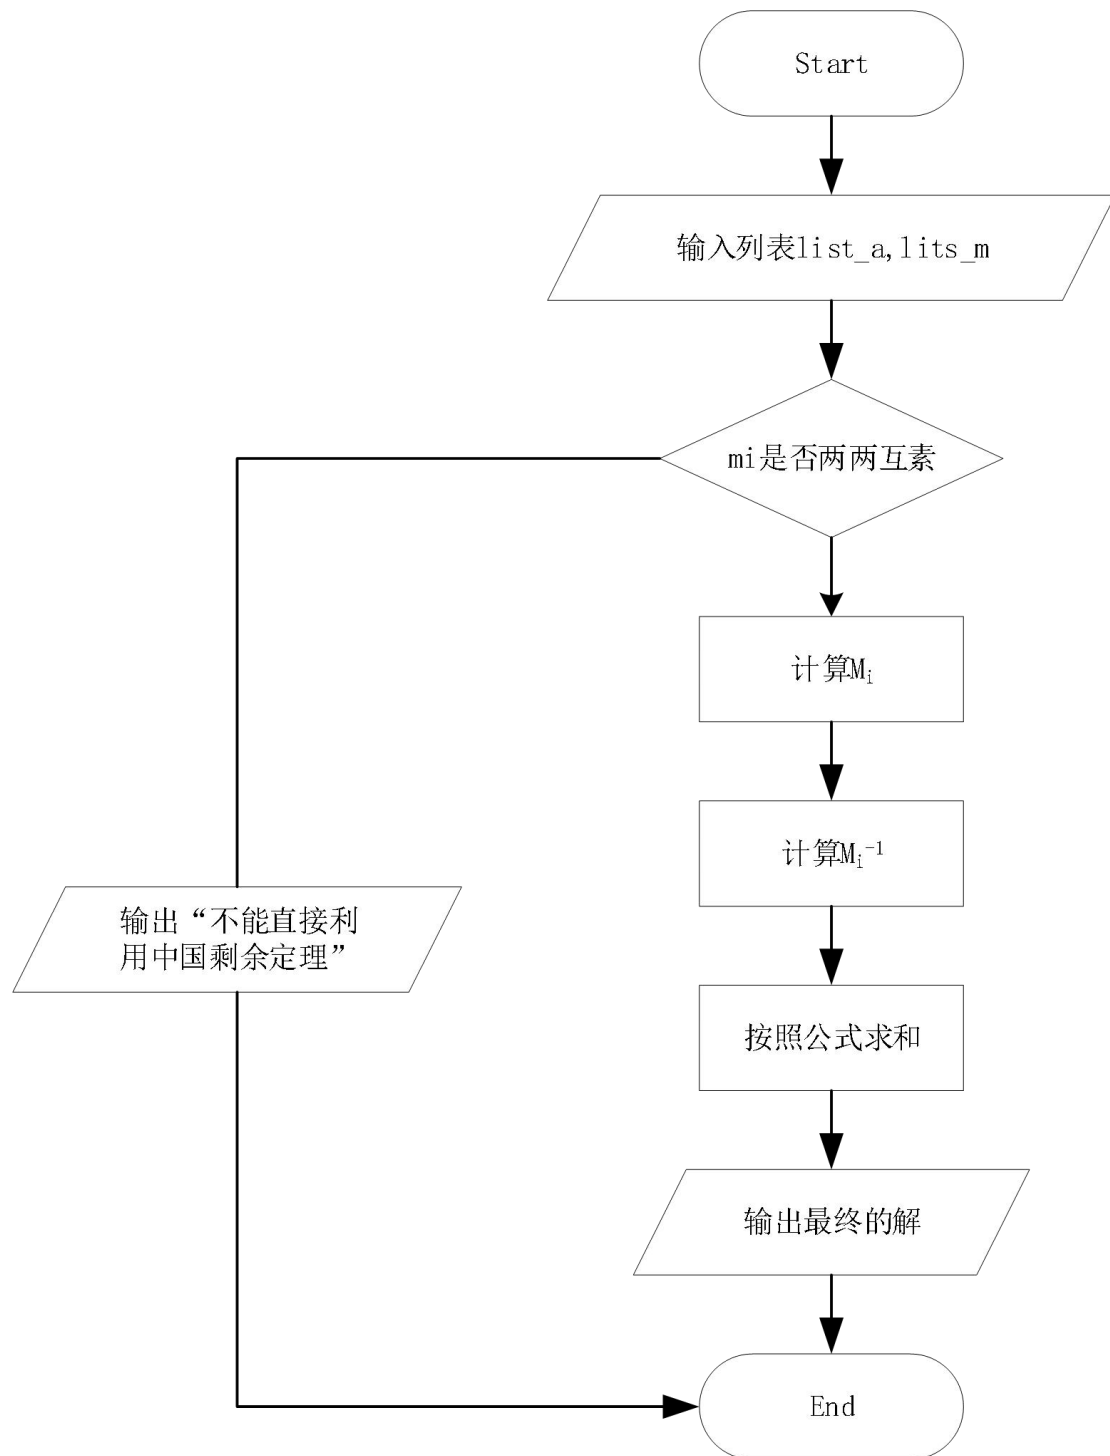 Start
输入列表list_a,lits_m
mi是否两两互素
计算Mᵢ
计算Mᵢ⁻¹
输出“不能直接利
用中国剩余定理”
按照公式求和
输出最终的解
End